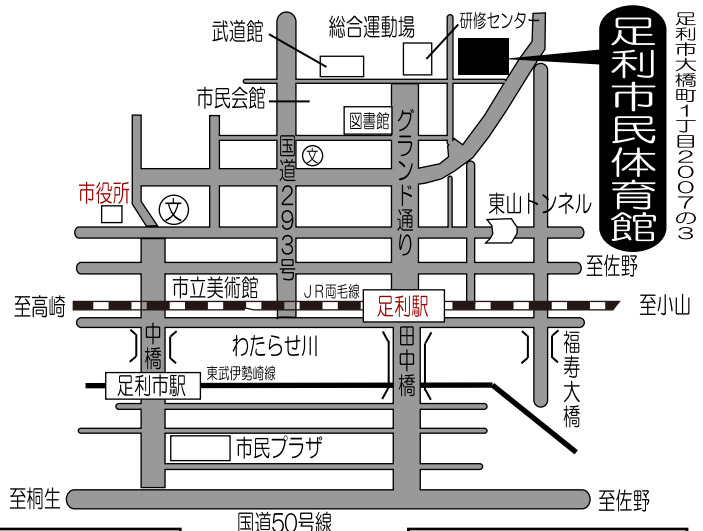 武道館
総合運動場
研修センター
足利市民体育館
足利市大橋町1丁目2007の3
市民会館
図書館
グランド通り
国道293号
文
市役所
文
東山トンネル
至佐野
市立美術館
JR両毛線
至高崎
足利駅
至小山
中橋
わたらせ川
田中橋
福寿大橋
足利市駅
東武伊勢崎線
市民プラザ
至桐生
至佐野
国道50号線